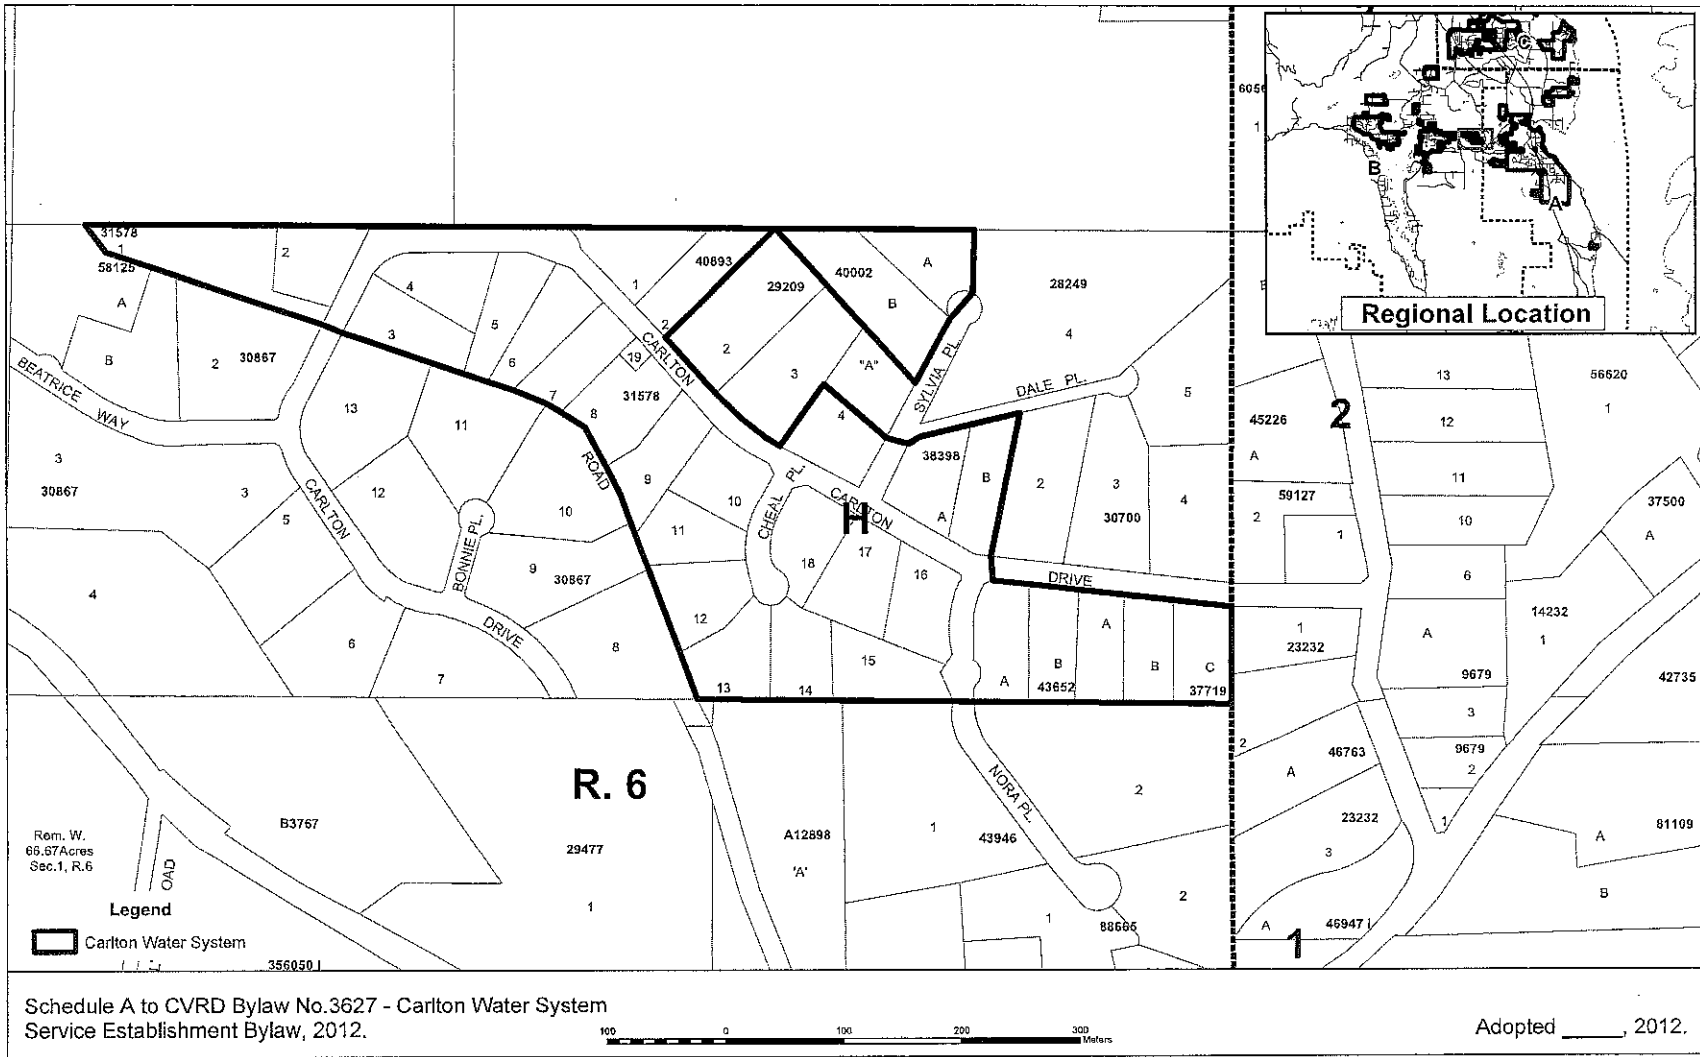 6056
1
C
B
A
Regional Location
31578
1
58125
2
40893
1
2
29209
40002
A
B
28249
4
A
B
2
30867
4
3
5
6
7
19
CARLTON
2
3
"A"
4
SYLVIA PL.
DALE PL.
5
13
56620
1
BEATRICE WAY
13
11
8
31578
ROAD
9
10
11
CHEAL PL.
38398
B
A
2
3
30700
4
45226
A
2
12
11
10
59127
2
1
37500
A
3
30867
3
5
12
CARLTON
10
BONNIE PL.
9
30867
CARLTON
H
17
18
16
DRIVE
6
14232
1
4
6
7
DRIVE
8
12
13
14
15
A
B
43652
A
B
C
37719
1
23232
A
9679
3
9679
2
42735
R. 6
B3767
29477
1
A12898
'A'
1
43946
NORA PL.
2
2
88665
1
2
46763
A
23232
3
1
81109
A
B
A
46947
1
Rem. W.
66.67Acres
Sec.1, R.6
OAD
Legend
Carlton Water System
356050
Schedule A to CVRD Bylaw No.3627 - Carlton Water System
Service Establishment Bylaw, 2012.
100 0 100 200 300
Meters
Adopted ______, 2012.